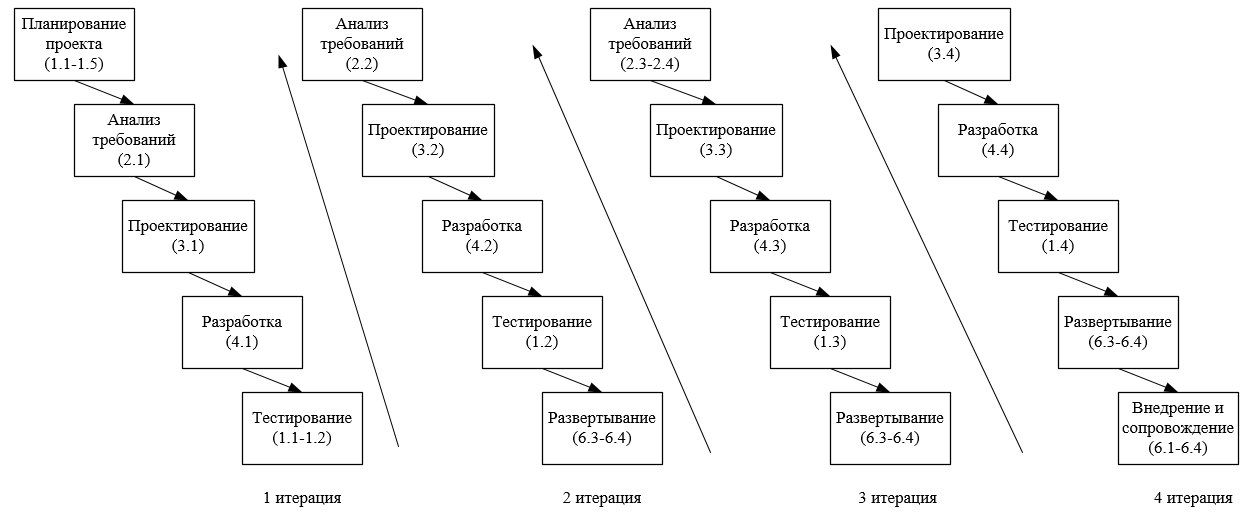 Планирование
проекта
(1.1-1.5)
Анализ
требований
(2.1)
Проектирование
(3.1)
Разработка
(4.1)
Тестирование
(1.1-1.2)
1 итерация
Анализ
требований
(2.2)
Проектирование
(3.2)
Разработка
(4.2)
Тестирование
(1.2)
Развертывание
(6.3-6.4)
2 итерация
Анализ
требований
(2.3-2.4)
Проектирование
(3.3)
Разработка
(4.3)
Тестирование
(1.3)
Развертывание
(6.3-6.4)
3 итерация
Проектирование
(3.4)
Разработка
(4.4)
Тестирование
(1.4)
Развертывание
(6.3-6.4)
Внедрение и
сопровождение
(6.1-6.4)
4 итерация